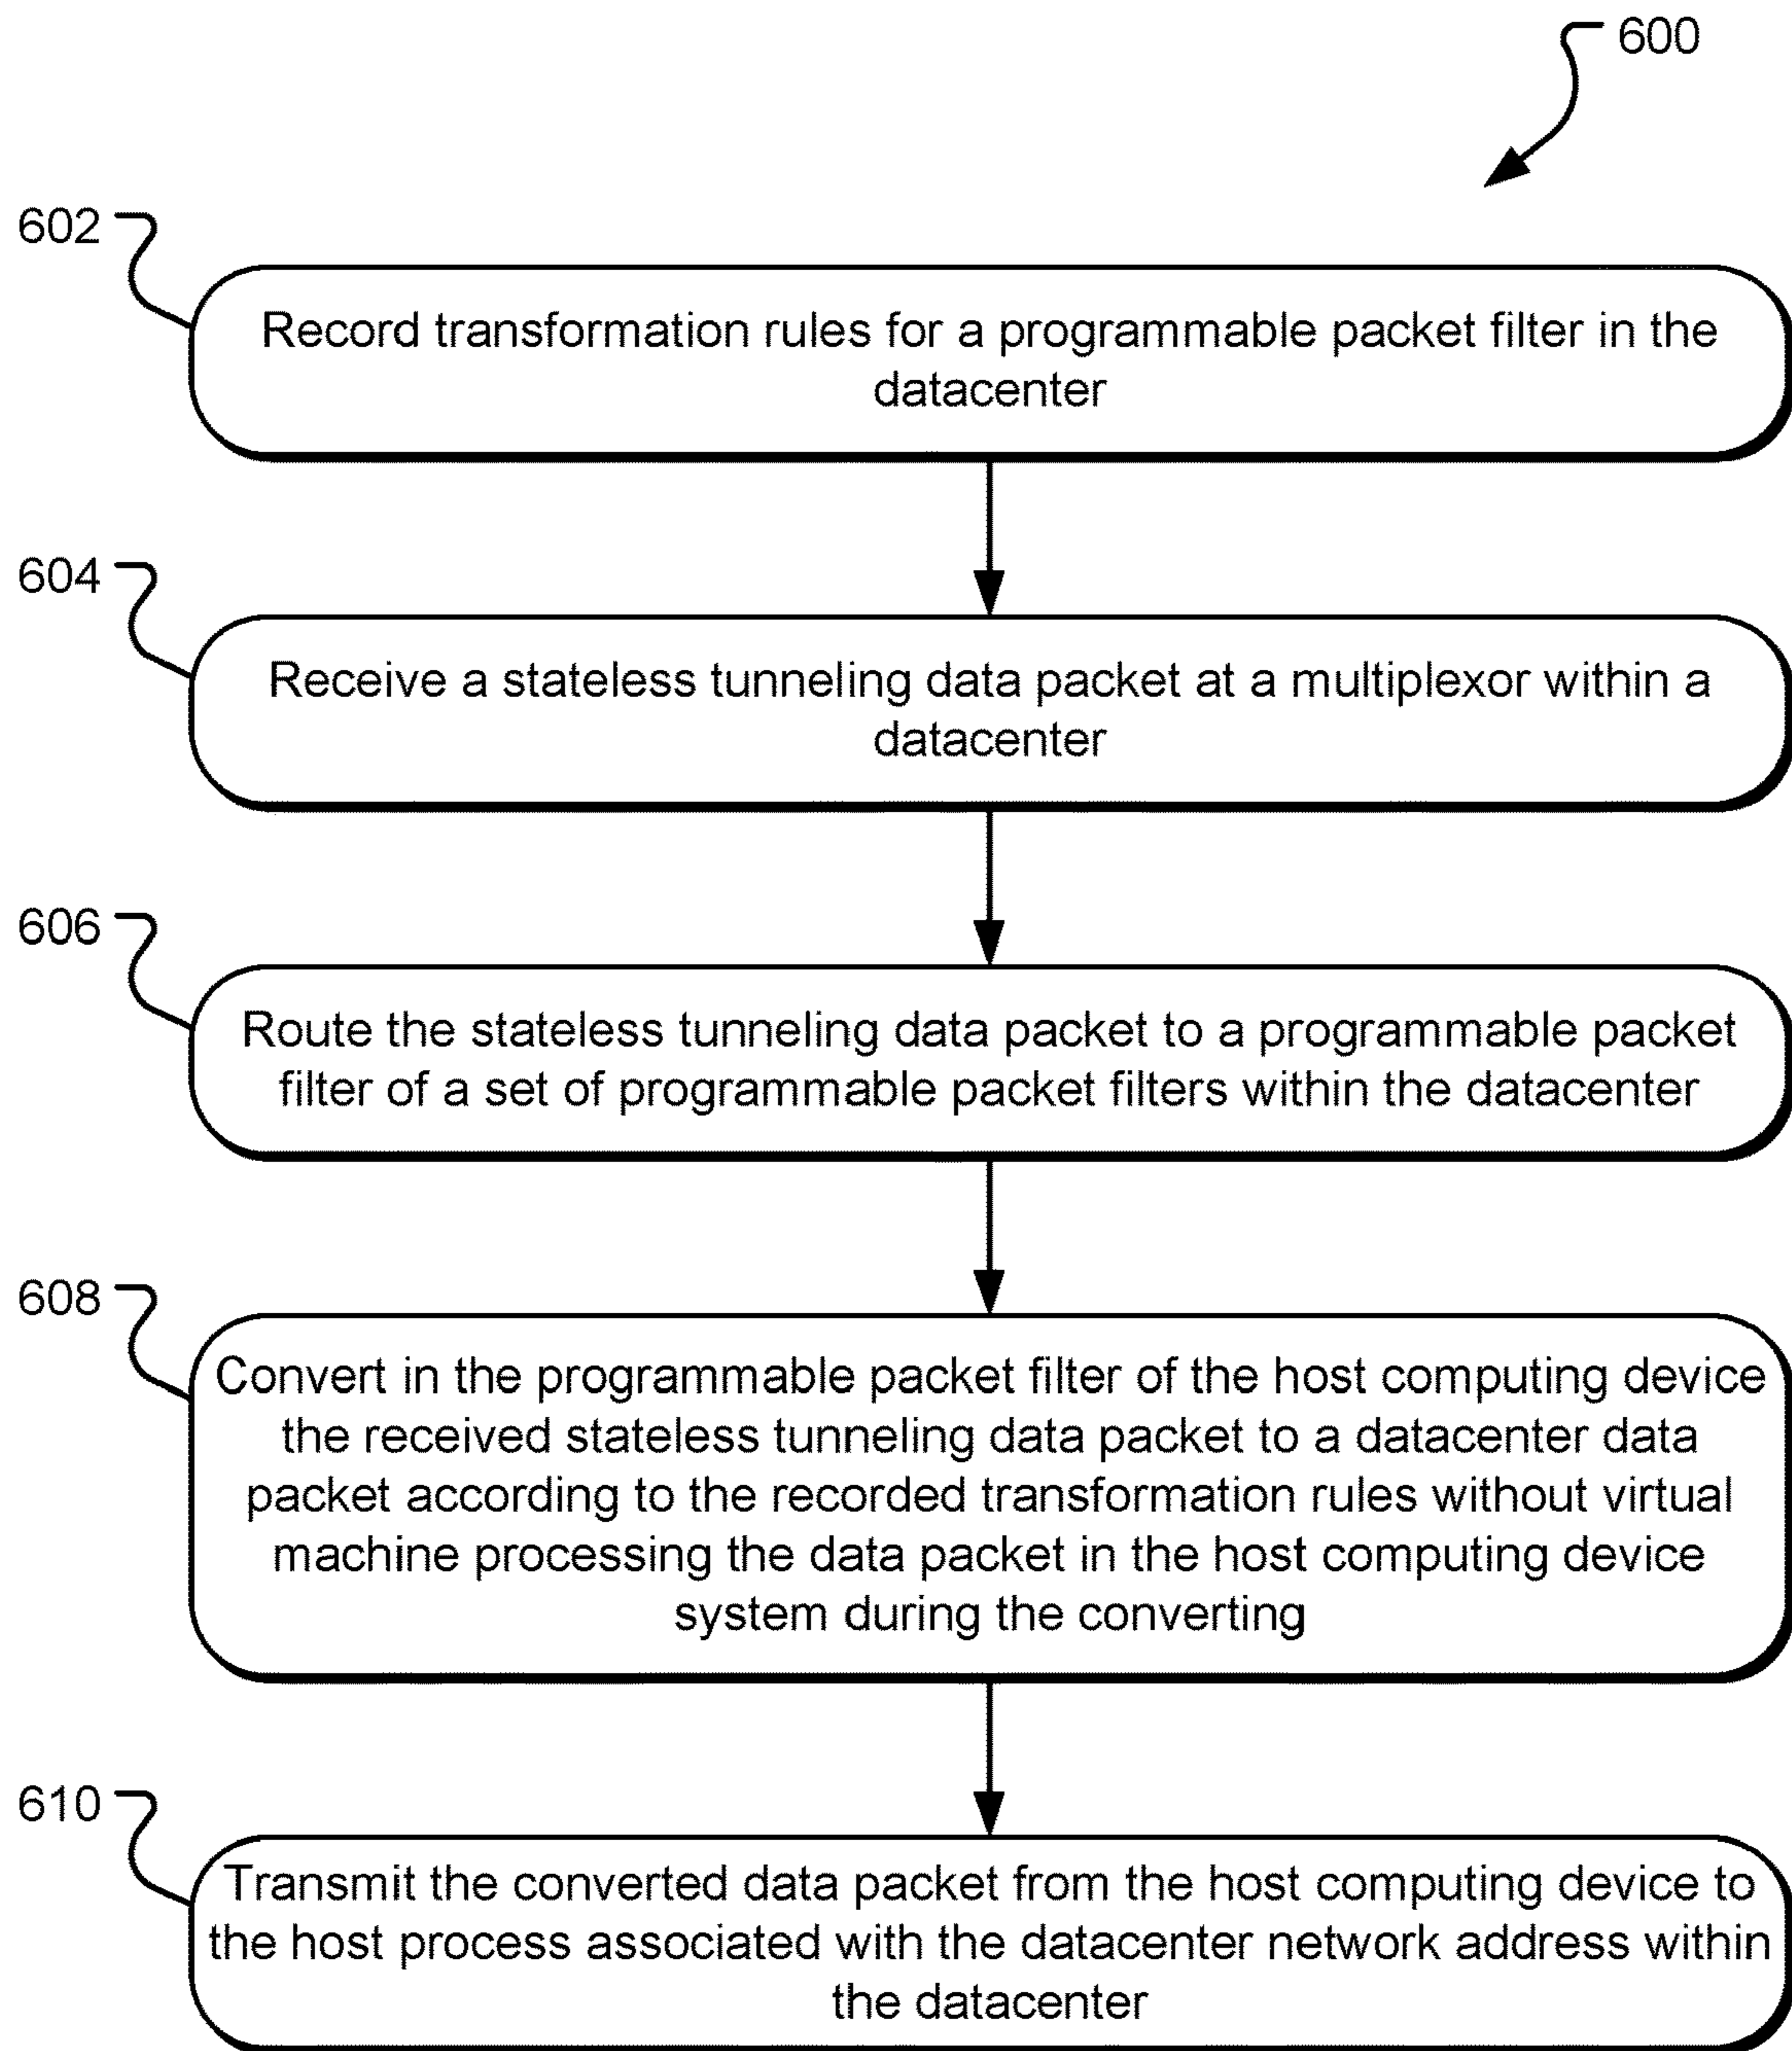 600
602
Record transformation rules for a programmable packet filter in the
datacenter
604
Receive a stateless tunneling data packet at a multiplexor within a
datacenter
606
Route the stateless tunneling data packet to a programmable packet
filter of a set of programmable packet filters within the datacenter
608
Convert in the programmable packet filter of the host computing device
the received stateless tunneling data packet to a datacenter data
packet according to the recorded transformation rules without virtual
machine processing the data packet in the host computing device
system during the converting
610
Transmit the converted data packet from the host computing device to
the host process associated with the datacenter network address within
the datacenter